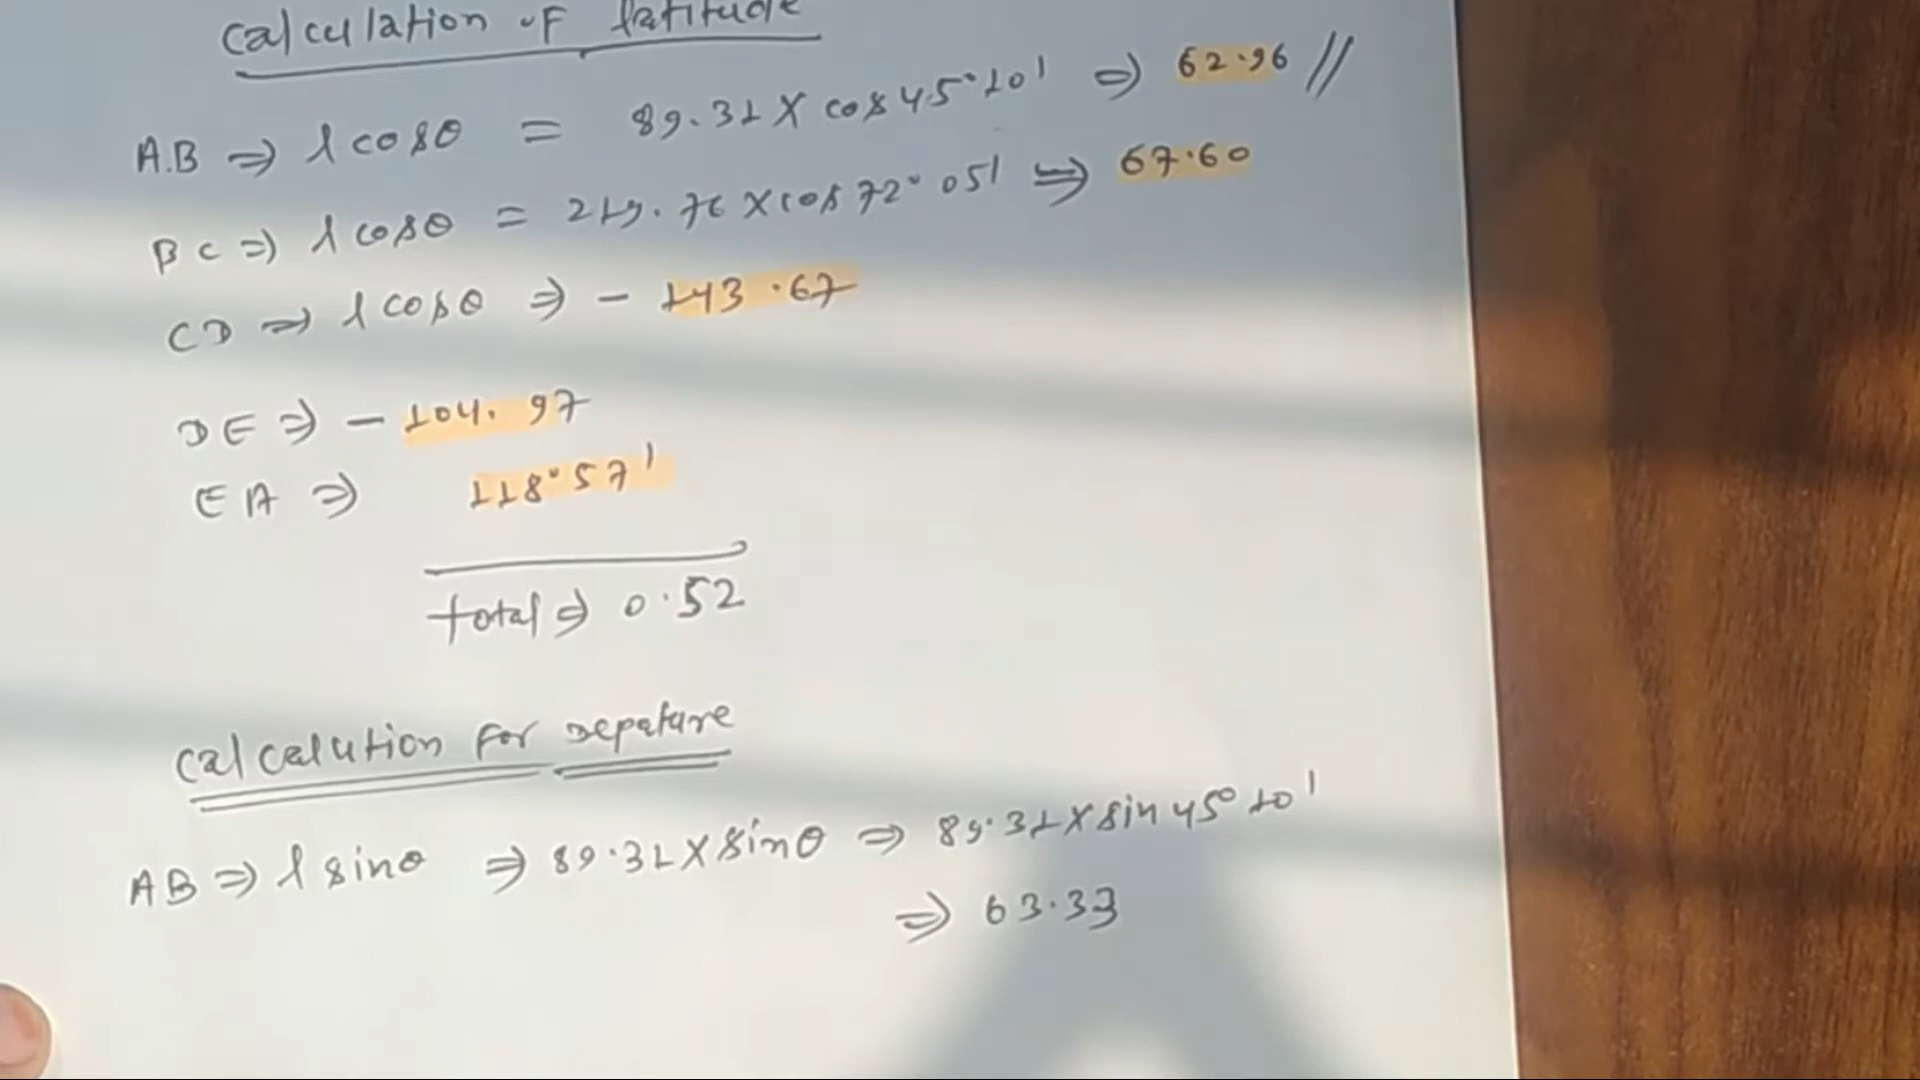 Calculation of latitude
A.B ⇒ l cosθ = 89.31 X cos 45°10' ⇒ 62.96 //
BC ⇒ l cosθ = 219.76 X cos 72°05' ⇒ 67.60
CD ⇒ l cosθ ⇒ - 143.67
DE ⇒ - 104.97
EA ⇒ 118°57'
total ⇒ 0.52
Calcalution for Depature
AB ⇒ l sinθ ⇒ 89.31 X sinθ ⇒ 89.31 X sin 45°10'
⇒ 63.33